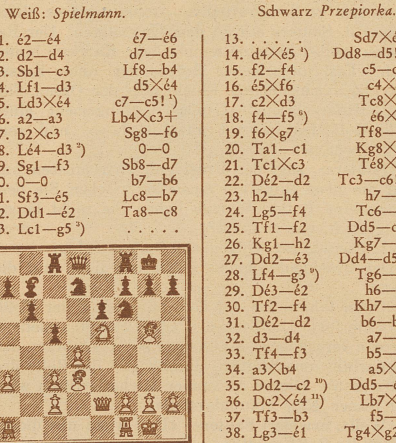 Weiß: Spielmann.
1. é2—é4 é7—é6
2. d2—d4 d7—d5
3. Sb1—c3 Lf8—b4
4. Lf1—d3 d5×é4
5. Ld3×é4 c7—c5! ¹)
6. a2—a3 Lb4×c3+
7. b2×c3 Sg8—f6
8. Lé4—d3 ²) 0—0
9. Sg1—f3 Sb8—d7
0. 0—0 b7—b6
1. Sf3—é5 Lc8—b7
2. Dd1—é2 Ta8—c8
3. Lc1—g5 ³) . . . . .
Schwarz Przepiorka.
13. . . . . . . Sd7×é
14. d4×é5 ⁴) Dd8—d5!
15. f2—f4 c5—c
16. é5×f6 c4×
17. c2×d3 Tc8×
18. f4—f5 ⁶) é6×
19. f6×g7 Tf8—
20. Ta1—c1 Kg8×
21. Tc1×c3 Té8×
22. Dé2—d2 Tc3—c6
23. h2—h4 h7—
24. Lg5—f4 Tc6—
25. Tf1—f2 Dd5—d
26. Kg1—h2 Kg7—
27. Dd2—é3 Dd4—d5
28. Lf4—g3 ⁹) Tg6—
29. Dé3—é2 h6—
30. Tf2—f4 Kh7—
31. Dé2—d2 b6—b
32. d3—d4 a7—
33. Tf4—f3 b5—
34. a3×b4 a5×
35. Dd2—c2 ¹⁰) Dd5—é
36. Dc2×é4 ¹¹) Lb7×
37. Tf3—b3 f5—
38. Lg3—é1 Tg4×g2